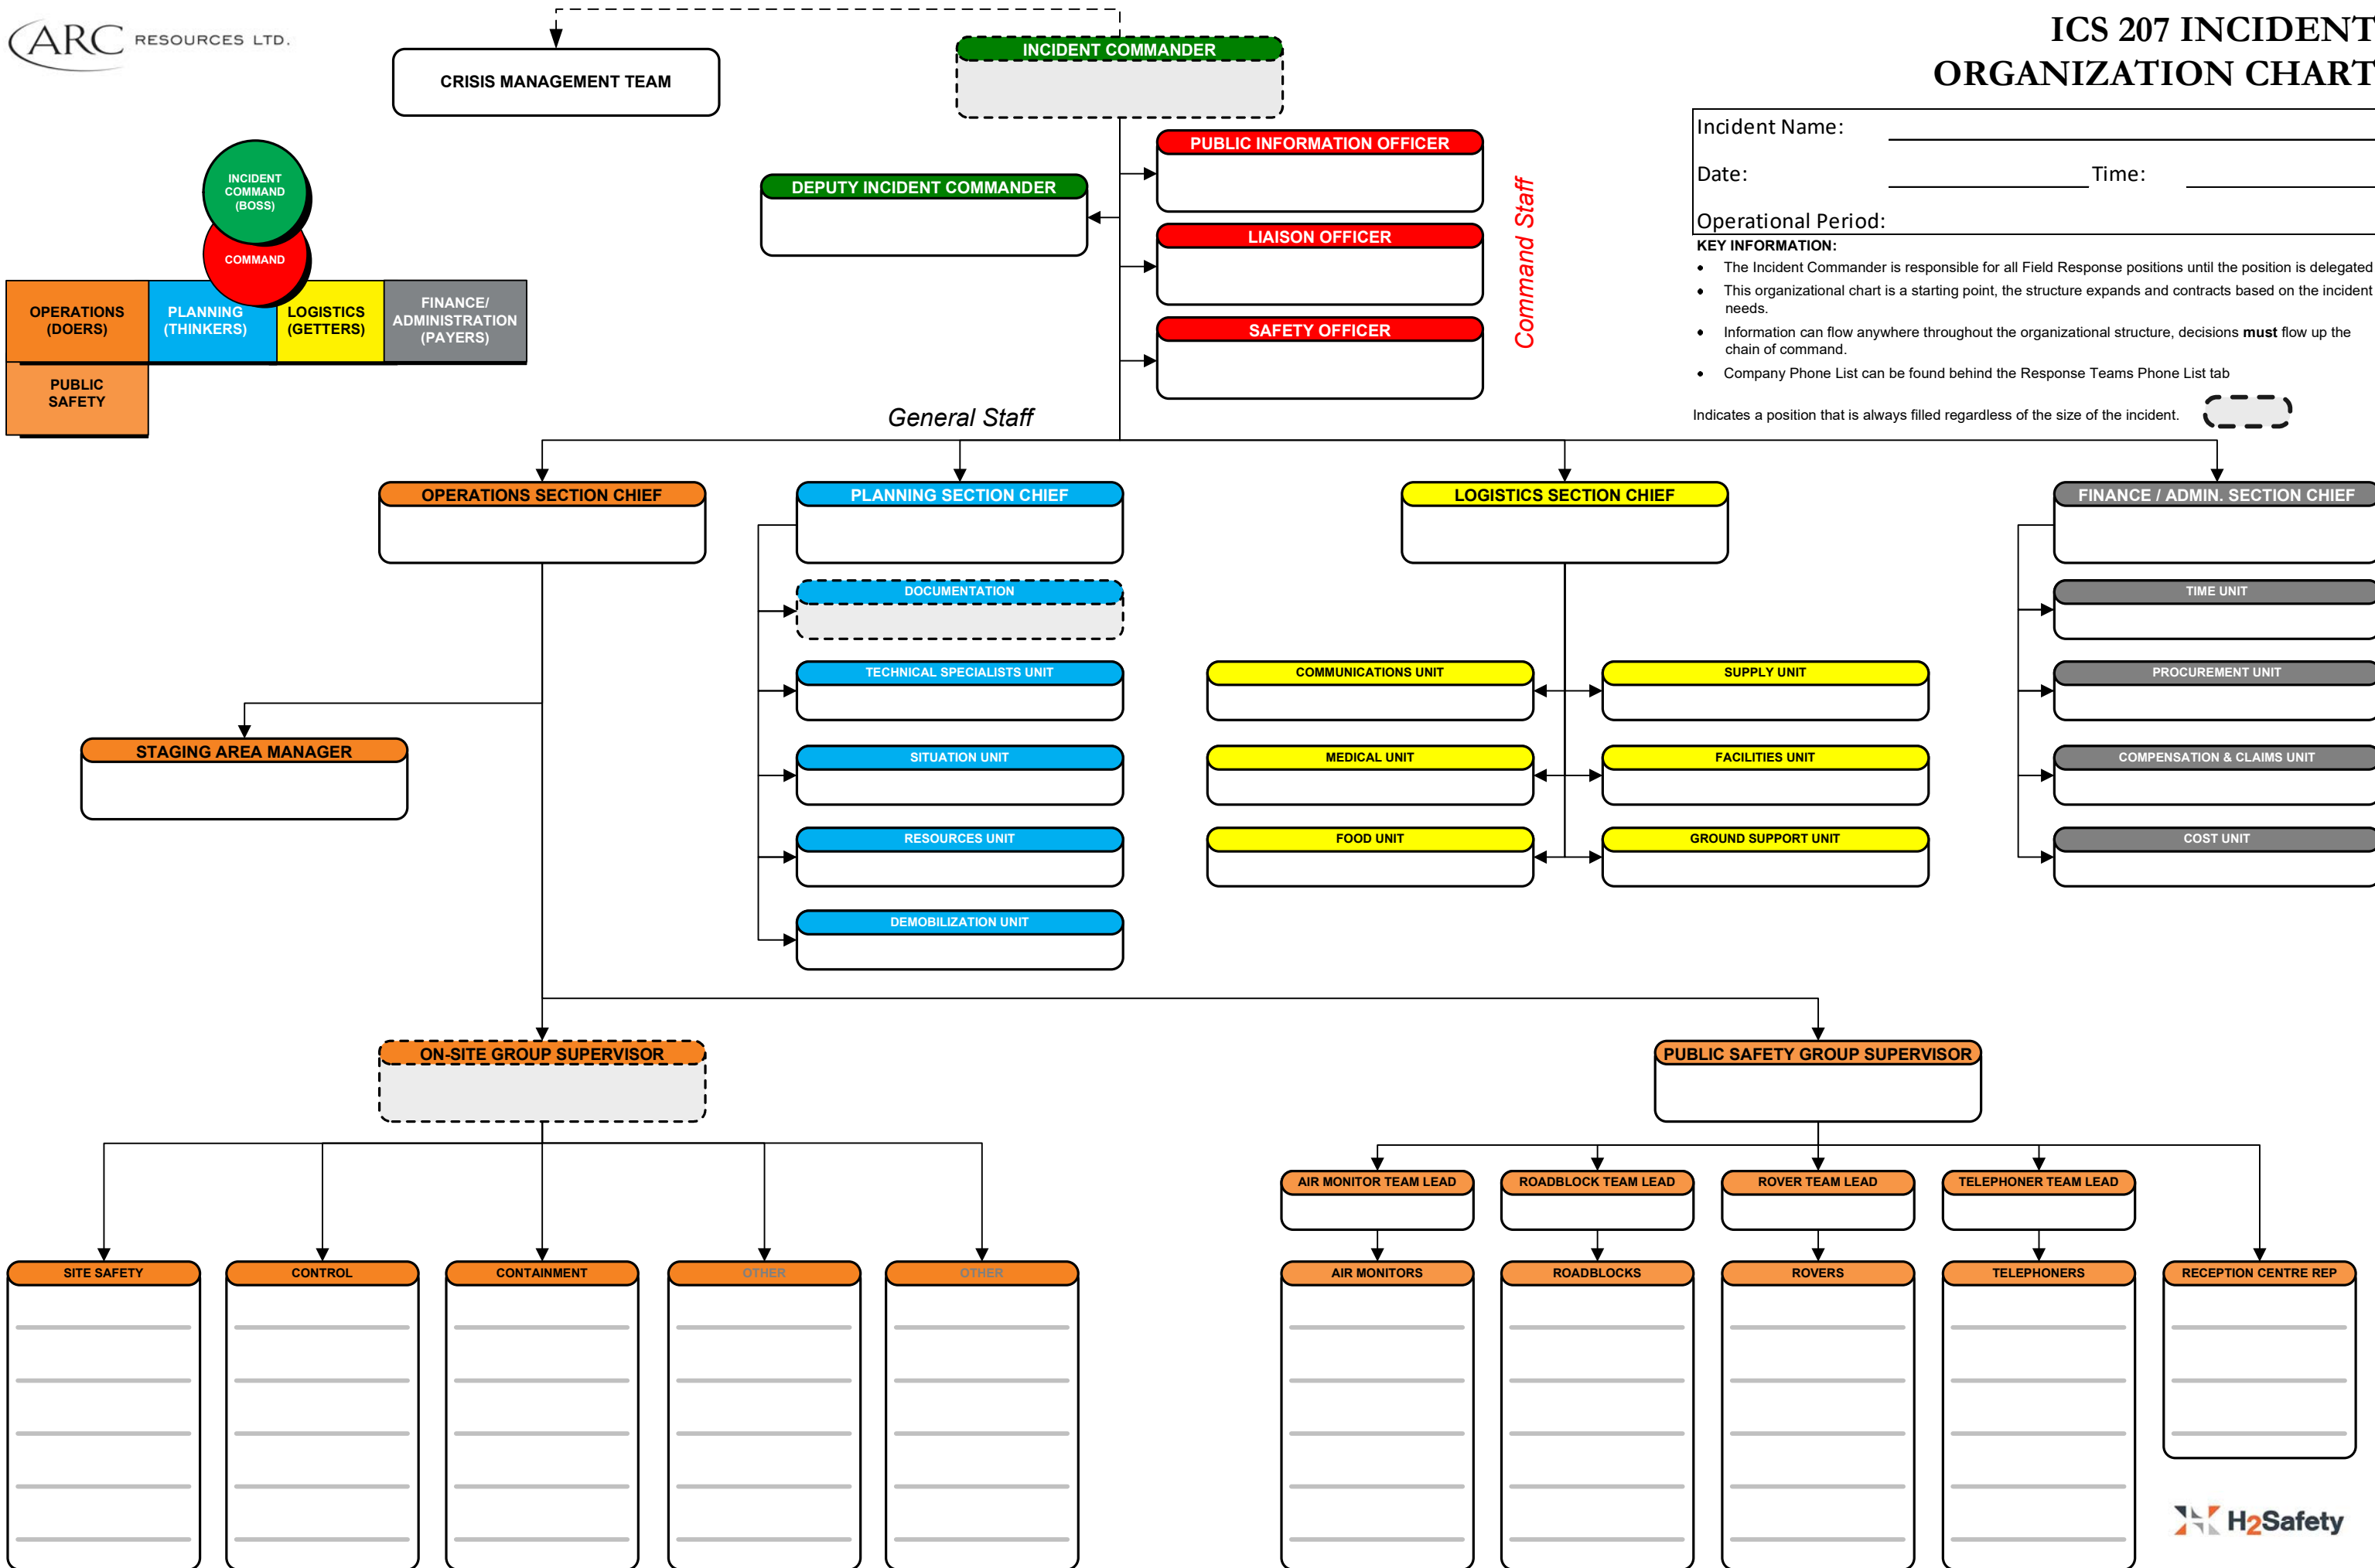 ARC RESOURCES LTD.
ICS 207 INCIDENT
ORGANIZATION CHART
CRISIS MANAGEMENT TEAM
INCIDENT COMMANDER
Incident Name:
Date:
Time:
Operational Period:
KEY INFORMATION:
• The Incident Commander is responsible for all Field Response positions until the position is delegated
• This organizational chart is a starting point, the structure expands and contracts based on the incident
needs.
• Information can flow anywhere throughout the organizational structure, decisions must flow up the
chain of command.
• Company Phone List can be found behind the Response Teams Phone List tab
Indicates a position that is always filled regardless of the size of the incident.
INCIDENT
COMMAND
(BOSS)
COMMAND
OPERATIONS
(DOERS)
PLANNING
(THINKERS)
LOGISTICS
(GETTERS)
FINANCE/
ADMINISTRATION
(PAYERS)
PUBLIC
SAFETY
DEPUTY INCIDENT COMMANDER
PUBLIC INFORMATION OFFICER
LIAISON OFFICER
SAFETY OFFICER
Command Staff
General Staff
OPERATIONS SECTION CHIEF
PLANNING SECTION CHIEF
LOGISTICS SECTION CHIEF
FINANCE / ADMIN. SECTION CHIEF
STAGING AREA MANAGER
DOCUMENTATION
TECHNICAL SPECIALISTS UNIT
SITUATION UNIT
RESOURCES UNIT
DEMOBILIZATION UNIT
COMMUNICATIONS UNIT
SUPPLY UNIT
MEDICAL UNIT
FACILITIES UNIT
FOOD UNIT
GROUND SUPPORT UNIT
TIME UNIT
PROCUREMENT UNIT
COMPENSATION & CLAIMS UNIT
COST UNIT
ON-SITE GROUP SUPERVISOR
PUBLIC SAFETY GROUP SUPERVISOR
SITE SAFETY
CONTROL
CONTAINMENT
OTHER
OTHER
AIR MONITOR TEAM LEAD
ROADBLOCK TEAM LEAD
ROVER TEAM LEAD
TELEPHONER TEAM LEAD
AIR MONITORS
ROADBLOCKS
ROVERS
TELEPHONERS
RECEPTION CENTRE REP
H2Safety